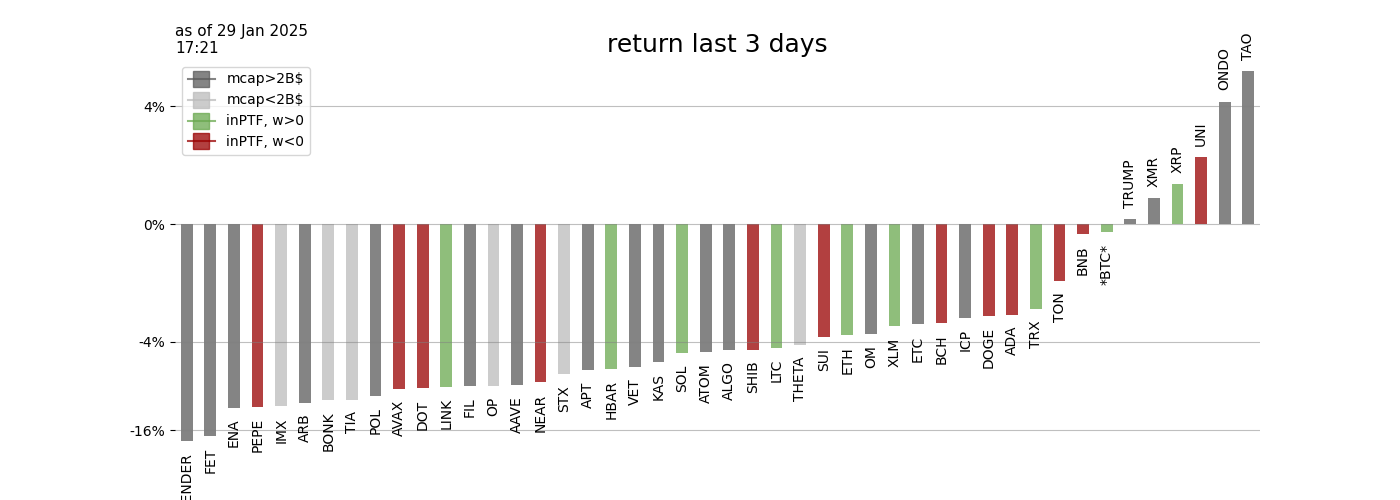 as of 29 Jan 2025
17:21
return last 3 days
mcap>2B$
mcap<2B$
inPTF, w>0
inPTF, w<0
4%
0%
-4%
-16%
ENDER
FET
ENA
PEPE
IMX
ARB
BONK
TIA
POL
AVAX
DOT
LINK
FIL
OP
AAVE
NEAR
STX
APT
HBAR
VET
KAS
SOL
ATOM
ALGO
SHIB
LTC
THETA
SUI
ETH
OM
XLM
ETC
BCH
ICP
DOGE
ADA
TRX
TON
BNB
*BTC*
TRUMP
XMR
XRP
UNI
ONDO
TAO